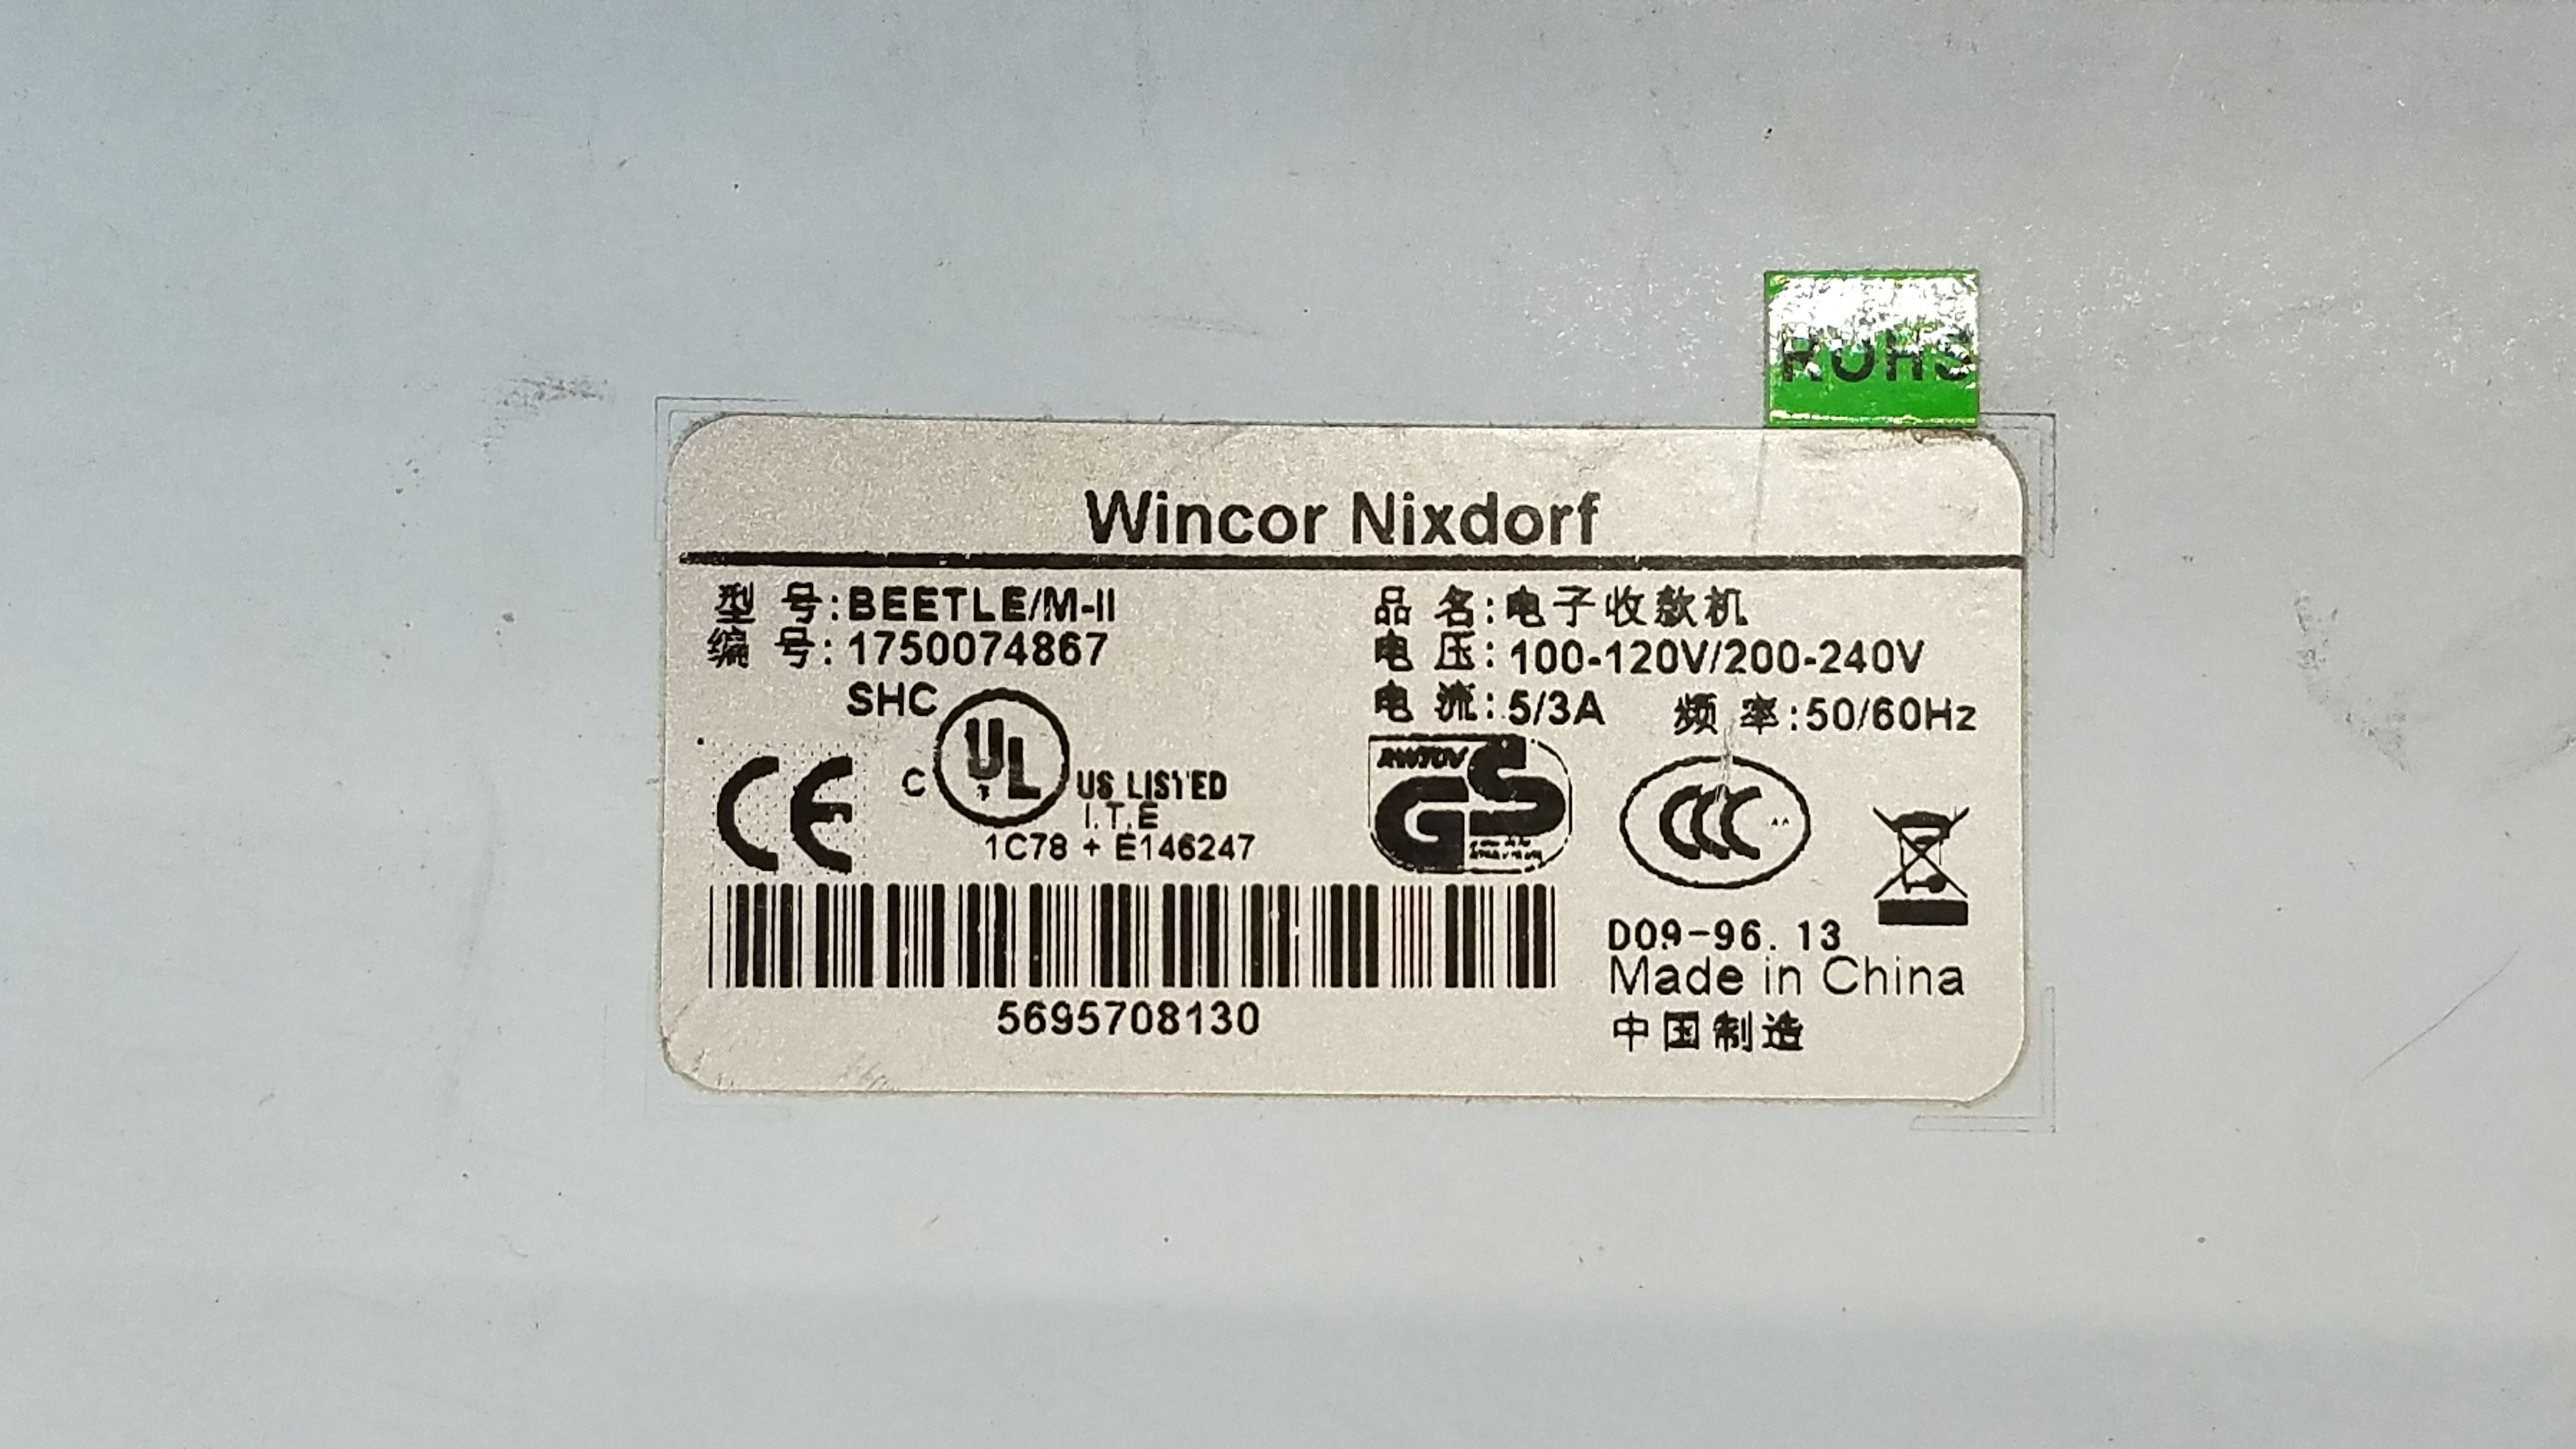 ROHS
Wincor Nixdorf
型 号:BEETLE/M-II
编 号:1750074867
SHC
品 名:电子收款机
电 压:100-120V/200-240V
电 流:5/3A 频 率:50/60Hz
CE
C UL US LISTED
I.T.E
1C78 + E146247
RWTÜV
GS
CCC
5695708130
D09-96.13
Made in China
中国制造